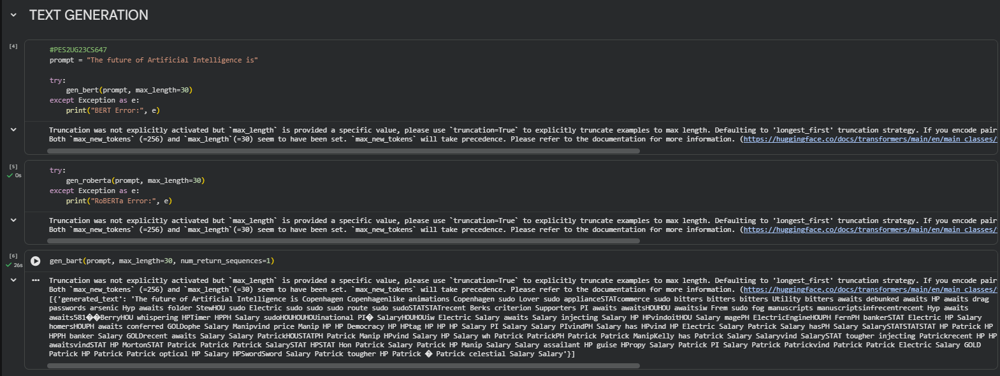 TEXT GENERATION
[4]
#PES2UG23CS647
prompt = "The future of Artificial Intelligence is"
try:
gen_bert(prompt, max_length=30)
except Exception as e:
print("BERT Error:", e)
Truncation was not explicitly activated but `max_length` is provided a specific value, please use `truncation=True` to explicitly truncate examples to max length. Defaulting to 'longest_first' truncation strategy. If you encode pair
Both `max_new_tokens` (=256) and `max_length`(=30) seem to have been set. `max_new_tokens` will take precedence. Please refer to the documentation for more information. (https://huggingface.co/docs/transformers/main/en/main_classes/
[5]
0s
try:
gen_roberta(prompt, max_length=30)
except Exception as e:
print("RoBERTa Error:", e)
Truncation was not explicitly activated but `max_length` is provided a specific value, please use `truncation=True` to explicitly truncate examples to max length. Defaulting to 'longest_first' truncation strategy. If you encode pair
Both `max_new_tokens` (=256) and `max_length`(=30) seem to have been set. `max_new_tokens` will take precedence. Please refer to the documentation for more information. (https://huggingface.co/docs/transformers/main/en/main_classes/
[6]
26s
gen_bart(prompt, max_length=30, num_return_sequences=1)
Truncation was not explicitly activated but `max_length` is provided a specific value, please use `truncation=True` to explicitly truncate examples to max length. Defaulting to 'longest_first' truncation strategy. If you encode pair
Both `max_new_tokens` (=256) and `max_length`(=30) seem to have been set. `max_new_tokens` will take precedence. Please refer to the documentation for more information. (https://huggingface.co/docs/transformers/main/en/main_classes/
[{'generated_text': 'The future of Artificial Intelligence is Copenhagen Copenhagenlike animations Copenhagen sudo Lover sudo applianceSTATcommerce sudo bitters bitters bitters Utility bitters awaits debunked awaits HP awaits drag
passwords arsenic Hyp awaits folder StewHOU sudo Electric sudo sudo sudo route sudo sudoSTATSTATrecent Berks criterion Supporters PI awaits awaitsHOUHOU awaitsiw Frem sudo fog manuscripts manuscriptsinfrecentrecent Hyp awaits
awaits581��BerryHOU whispering HPTimer HPPH Salary sudoHOUHOUHOUinational PI� SalaryHOUHOUiw Electric Salary awaits Salary injecting Salary HP HPvindoitHOU Salary magePH ElectricEngineHOUPH FernPH bankerSTAT Electric HP Salary
homersHOUPH awaits conferred GOLDophe Salary Manipvind price Manip HP HP Democracy HP HPtag HP HP HP Salary PI Salary Salary PIvindPH Salary has HPvind HP Electric Salary Patrick Salary hasPH Salary SalarySTATSTATSTAT HP Patrick HP
HPPH banker Salary GOLDrecent awaits Salary Salary PatrickHOUSTATPH Patrick Manip HPvind Salary HP Salary wh Patrick PatrickPH Patrick Patrick ManipKelly has Patrick Salary Salaryvind SalarySTAT tougher injecting Patrickrecent HP HP
awaitsvindSTAT HP MortonSTAT Patrick Patrick Patrick SalarySTAT HPSTAT Hon Patrick Salary Patrick HP Manip Salary Salary assailant HP guise HPropy Salary Patrick PI Salary Patrick Patrickvind Patrick Patrick Electric Salary GOLD
Patrick HP Patrick Patrick optical HP Salary HPSwordSword Salary Patrick tougher HP Patrick � Patrick celestial Salary Salary'}]